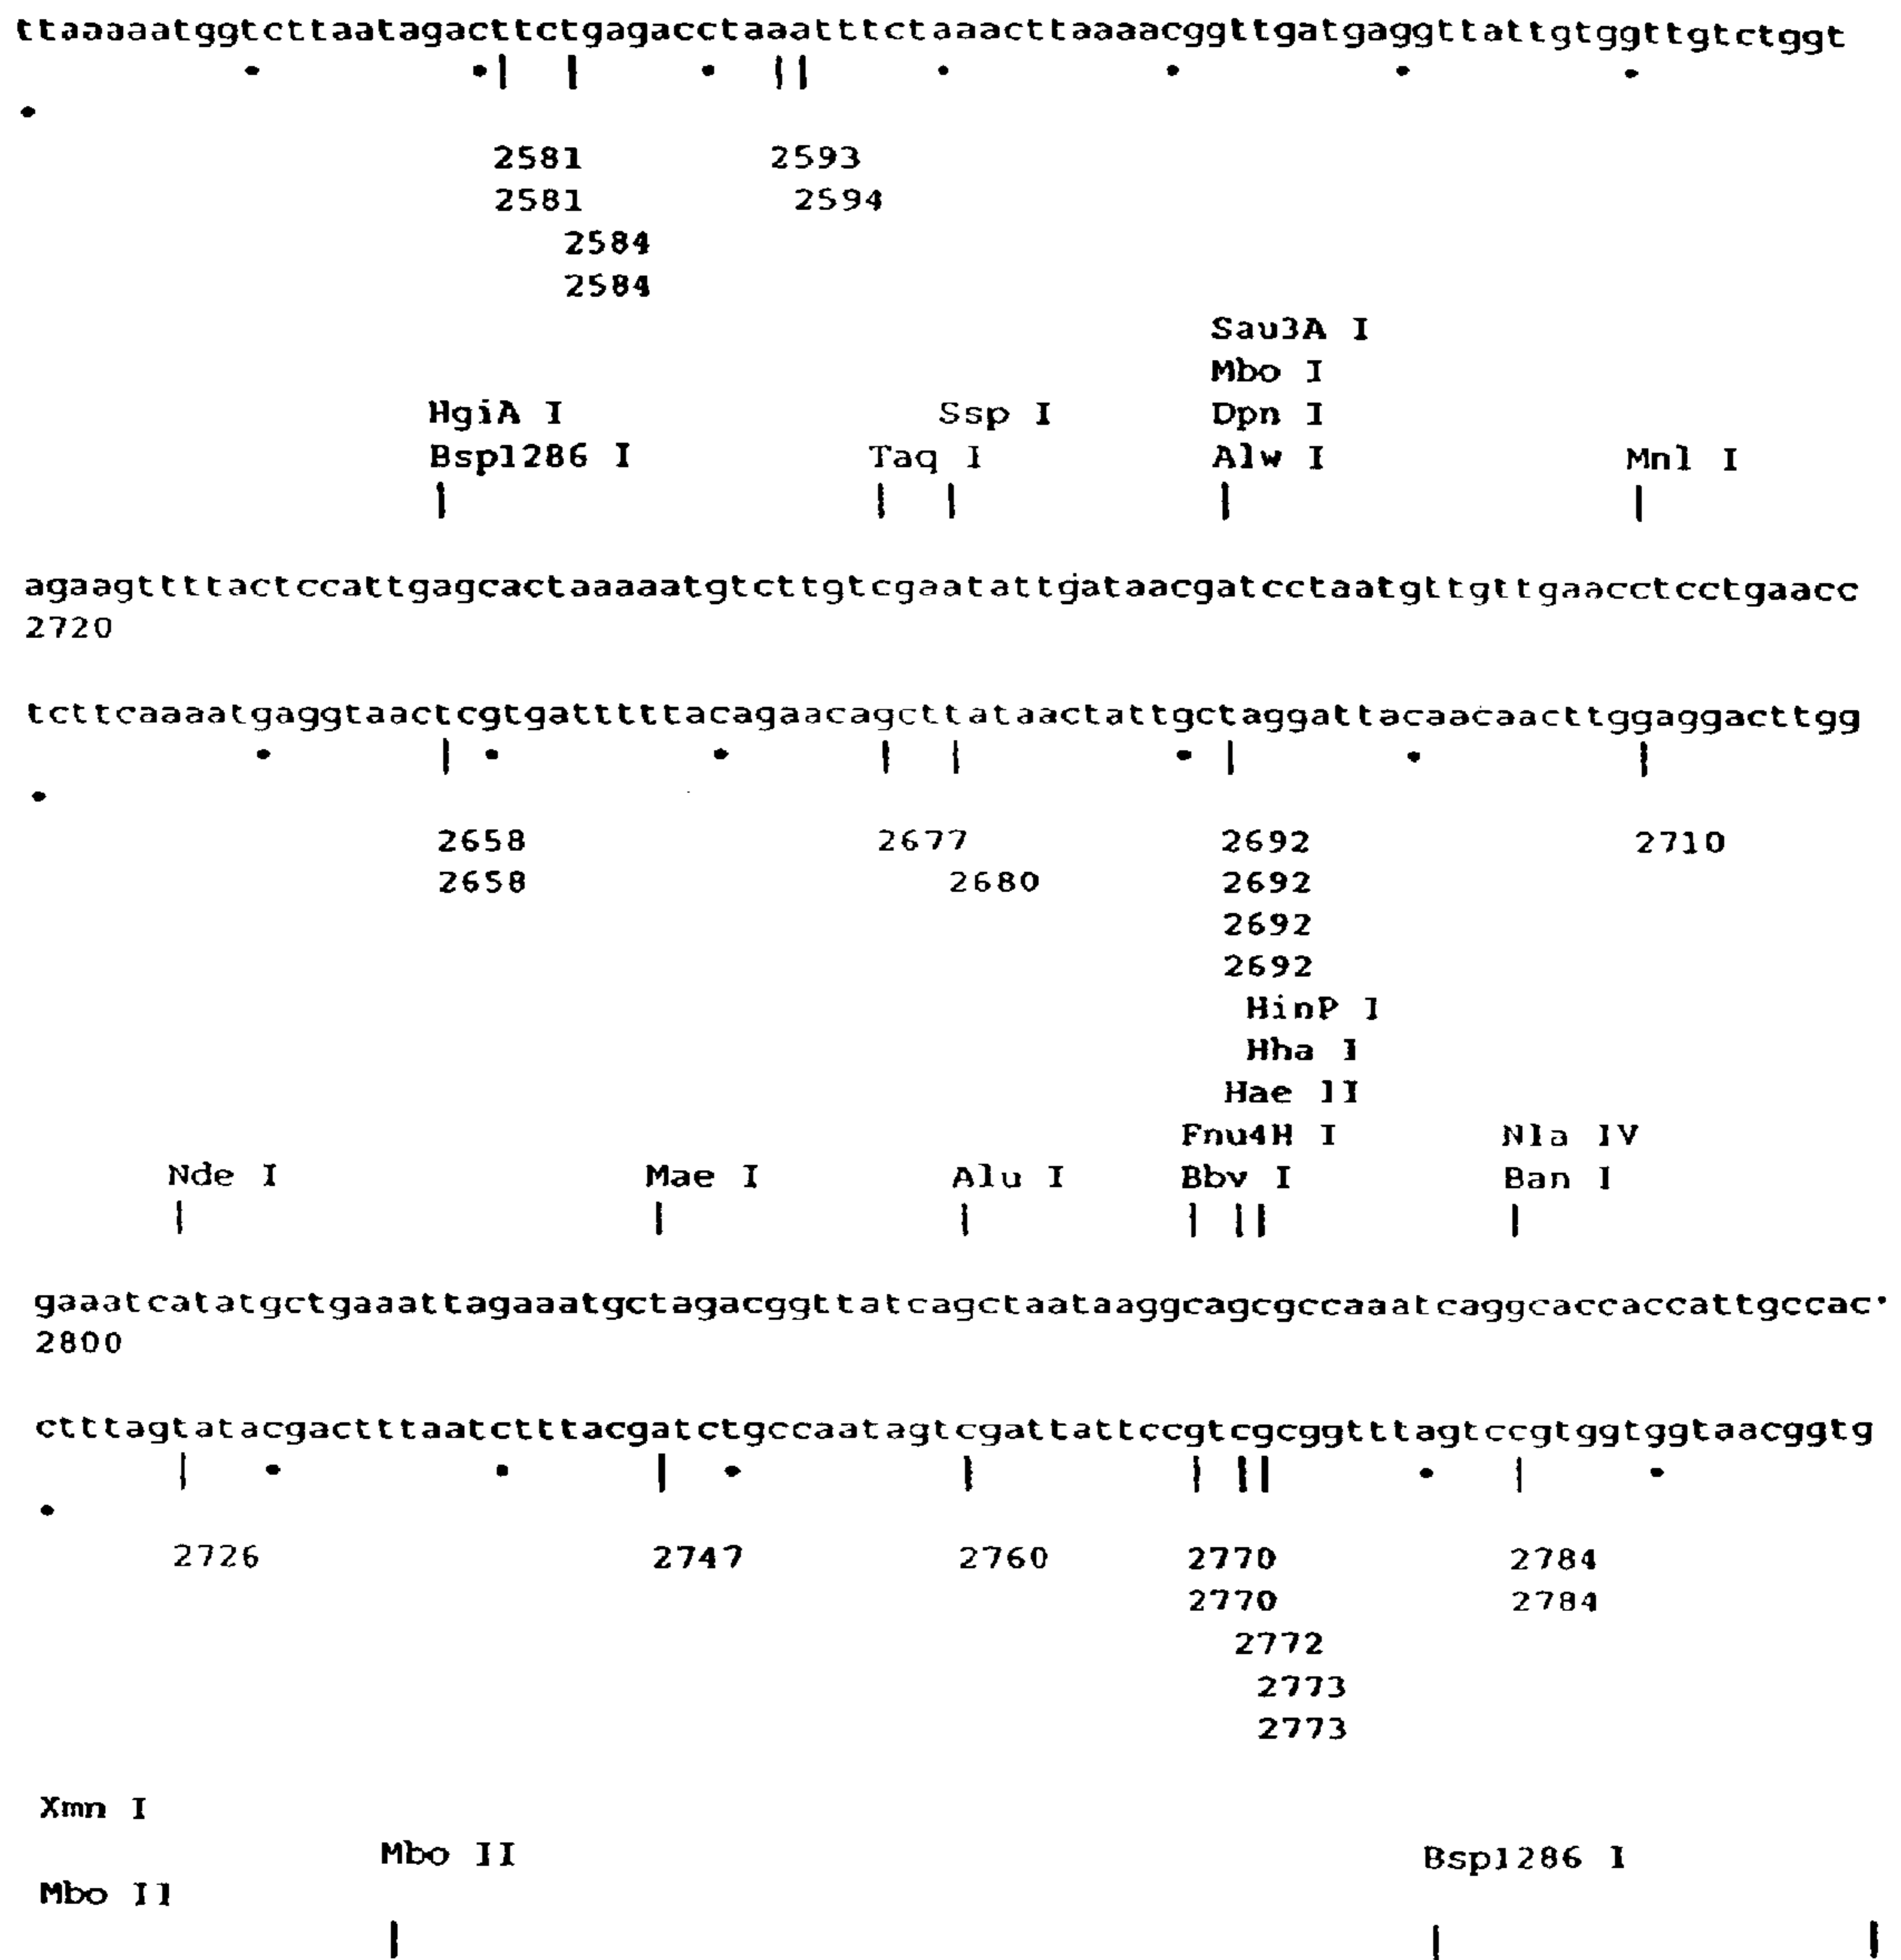 ttaaaaatggtcttaatagacttctgagacctaaatttctaaacttaaaacggttgatgaggttattgtggttgtctggt
2581 2593
2581 2594
2584
2584
Sau3A I
Mbo I
HgiA I Ssp I Dpn I
Bsp1286 I Taq I Alw I Mnl I
agaagttttactccattgagcactaaaaatgtcttgtcgaatattgataacgatcctaatgttgttgaacctcctgaacc
2720
tcttcaaaatgaggtaactcgtgatttttacagaacagcttataactattgctaggattacaacaacttggaggacttgg
2658 2677 2692 2710
2658 2680 2692
2692
2692
HinP I
Hha I
Hae II
Fnu4H I Nla IV
Nde I Mae I Alu I Bbv I Ban I
gaaatcatatgctgaaattagaaatgctagacggttatcagctaataaggcagcgccaaatcaggcaccaccattgccac
2800
ctttagtatacgactttaatctttacgatctgccaatagtcgattattccgtcgcggtttagtccgtggtggtaacggtg
2726 2747 2760 2770 2784
2770 2784
2772
2773
2773
Xmn I
Mbo II Bsp1286 I
Mbo II